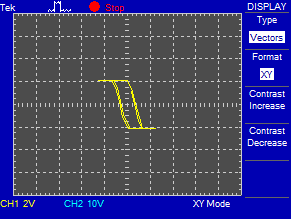 Tek Stop DISPLAY
Type
Vectors
Format
XY
Contrast
Increase
Contrast
Decrease
CH1 2V CH2 10V XY Mode